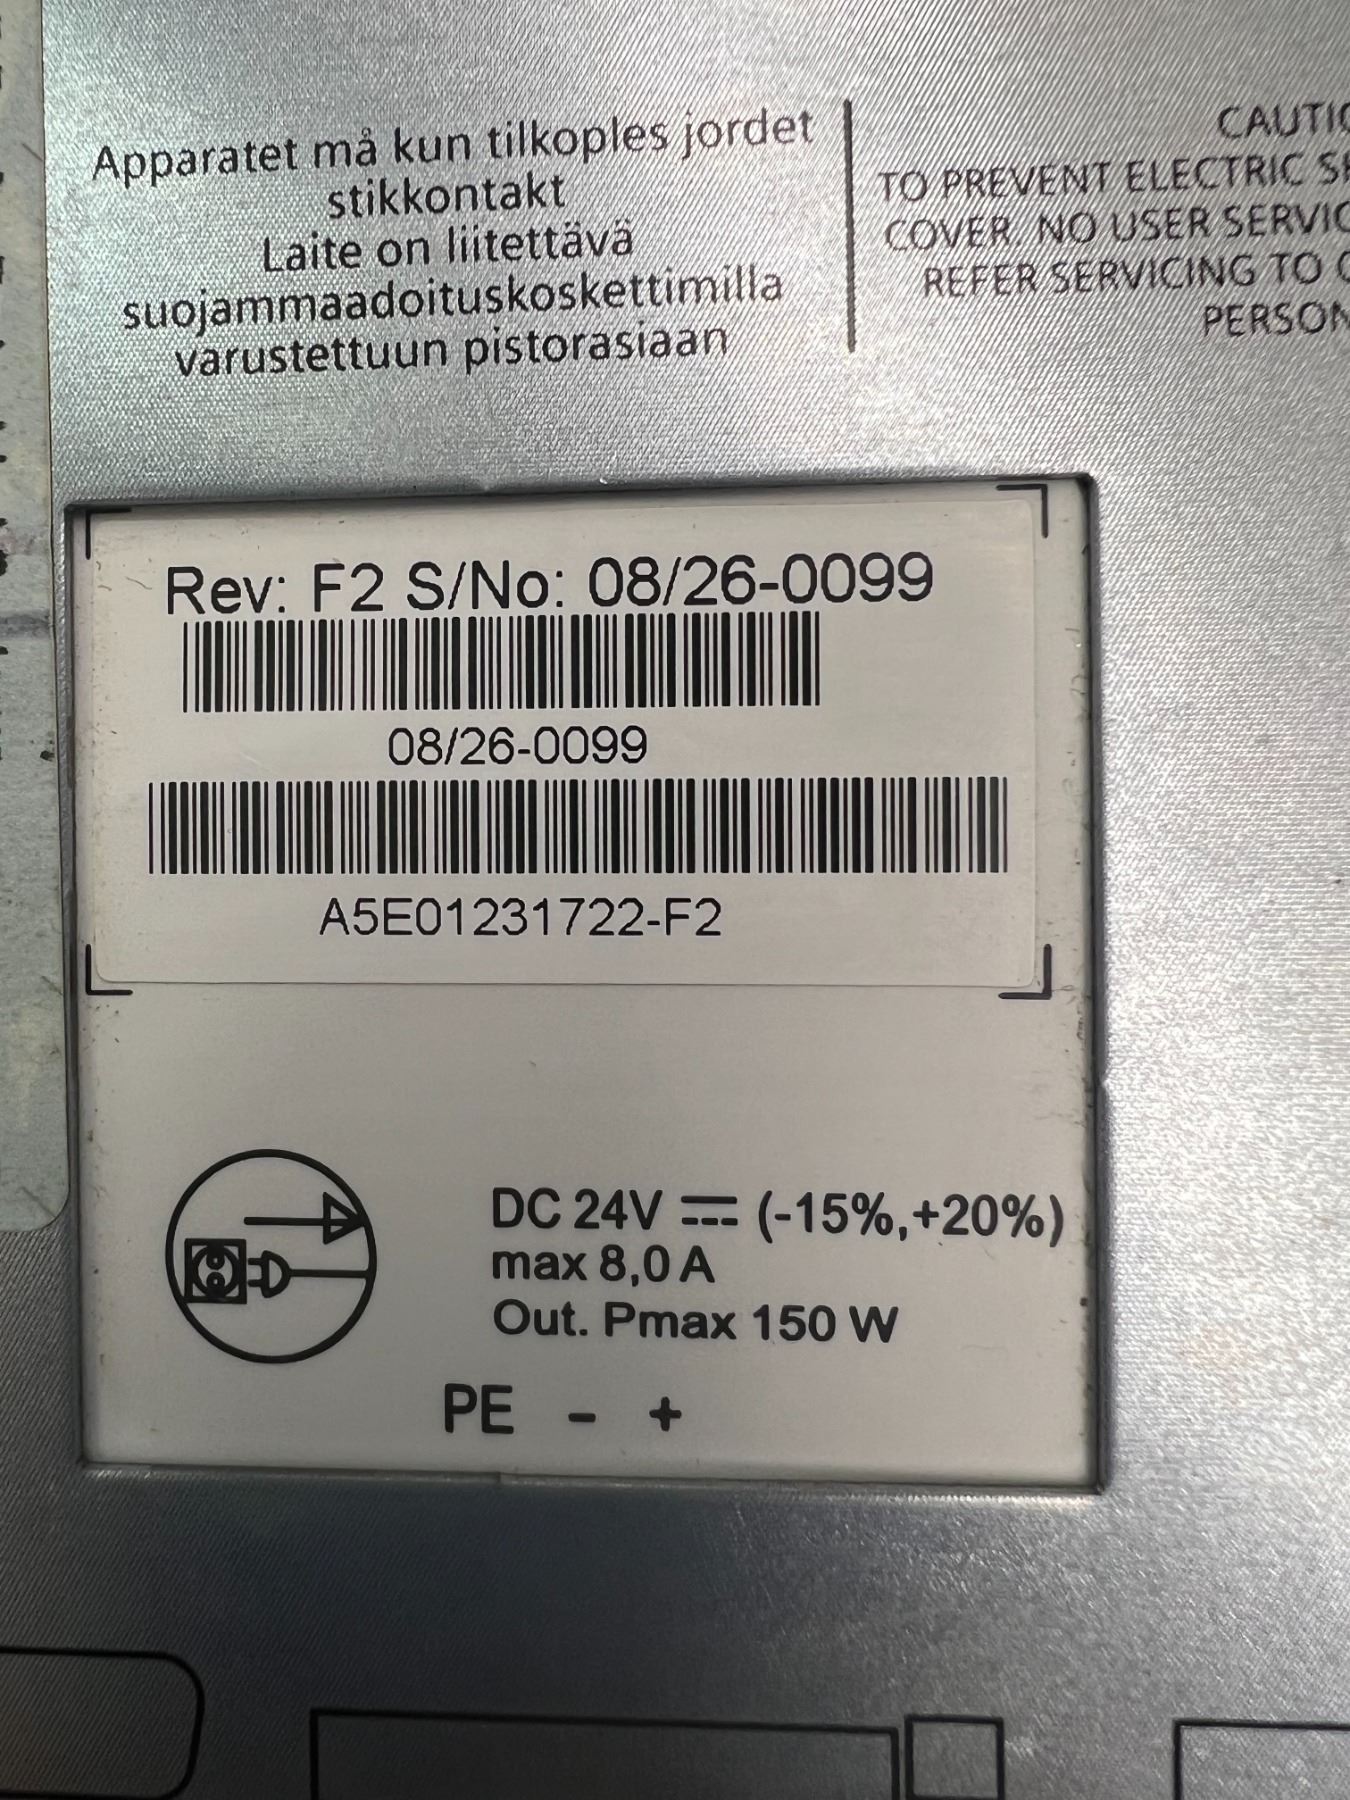 Apparatet må kun tilkoples jordet
stikkontakt
Laite on liitettävä
suojammaadoituskoskettimilla
varustettuun pistorasiaan
TO PREVENT ELECTRIC
COVER. NO USER
REFER SERVICING TO
Rev: F2 S/No: 08/26-0099
08/26-0099
A5E01231722-F2
DC 24V ⎓ (-15%,+20%)
max 8,0 A
Out. Pmax 150 W
PE - +